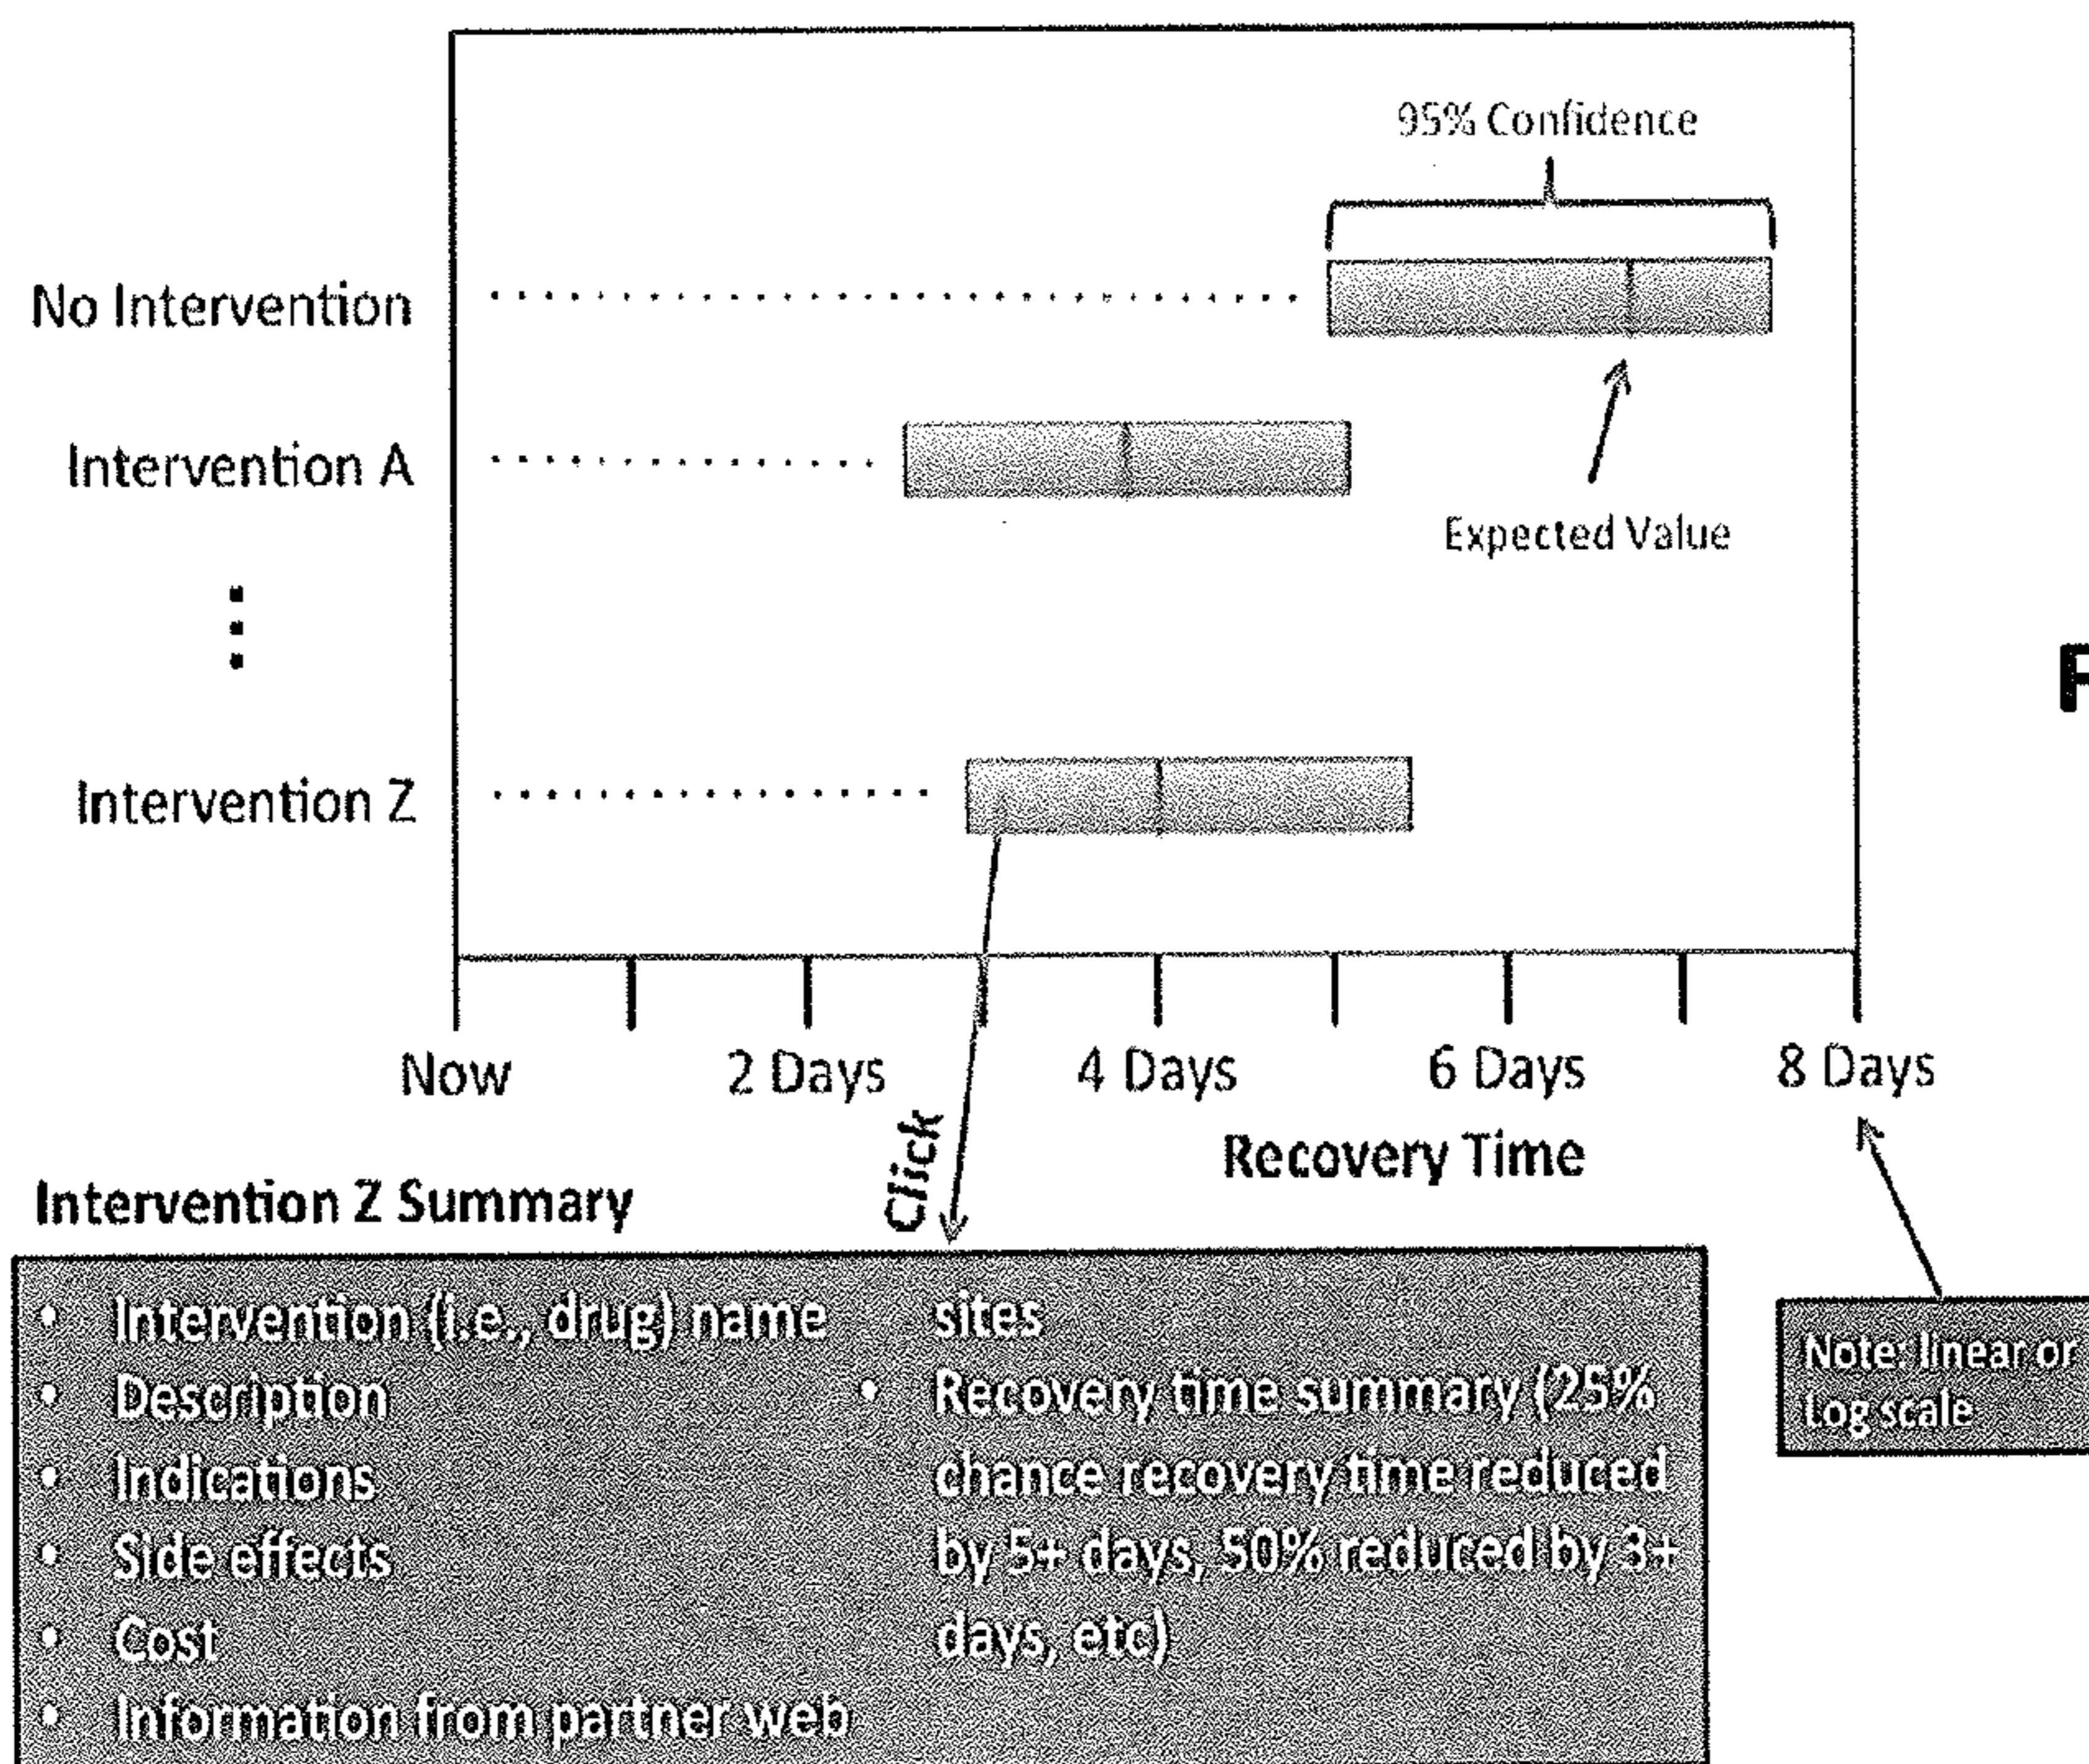 95% Confidence
No Intervention
Intervention A
Expected Value
Intervention Z
Now
2 Days
4 Days
6 Days
8 Days
Click
Recovery Time
Intervention Z Summary
• Intervention (i.e., drug) name
• Description
• Indications
• Side effects
• Cost
• Information from partner web
sites
• Recovery time summary (25%
chance recovery time reduced
by 5+ days, 50% reduced by 3+
days, etc)
Note: linear or
Log scale